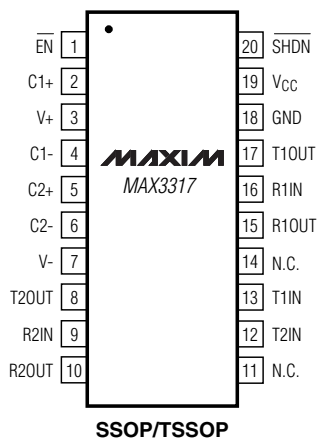 EN 1 20 SHDN
C1+ 2 19 VCC
V+ 3 18 GND
C1- 4 MAXIM 17 T1OUT
C2+ 5 MAX3317 16 R1IN
C2- 6 15 R1OUT
V- 7 14 N.C.
T2OUT 8 13 T1IN
R2IN 9 12 T2IN
R2OUT 10 11 N.C.
SSOP/TSSOP